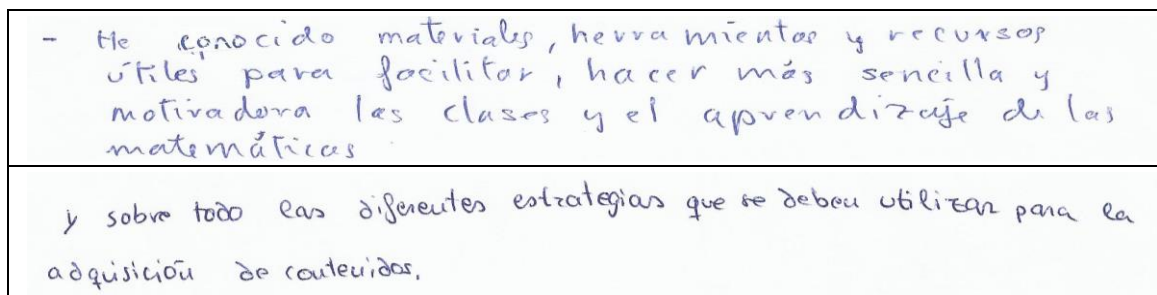 - He conocido materiales, herramientas y recursos
útiles para facilitar, hacer más sencilla y
motivadora las clases y el aprendizaje de las
matemáticas
y sobre todo las diferentes estrategias que se deben utilizar para la
adquisición de contenidos.